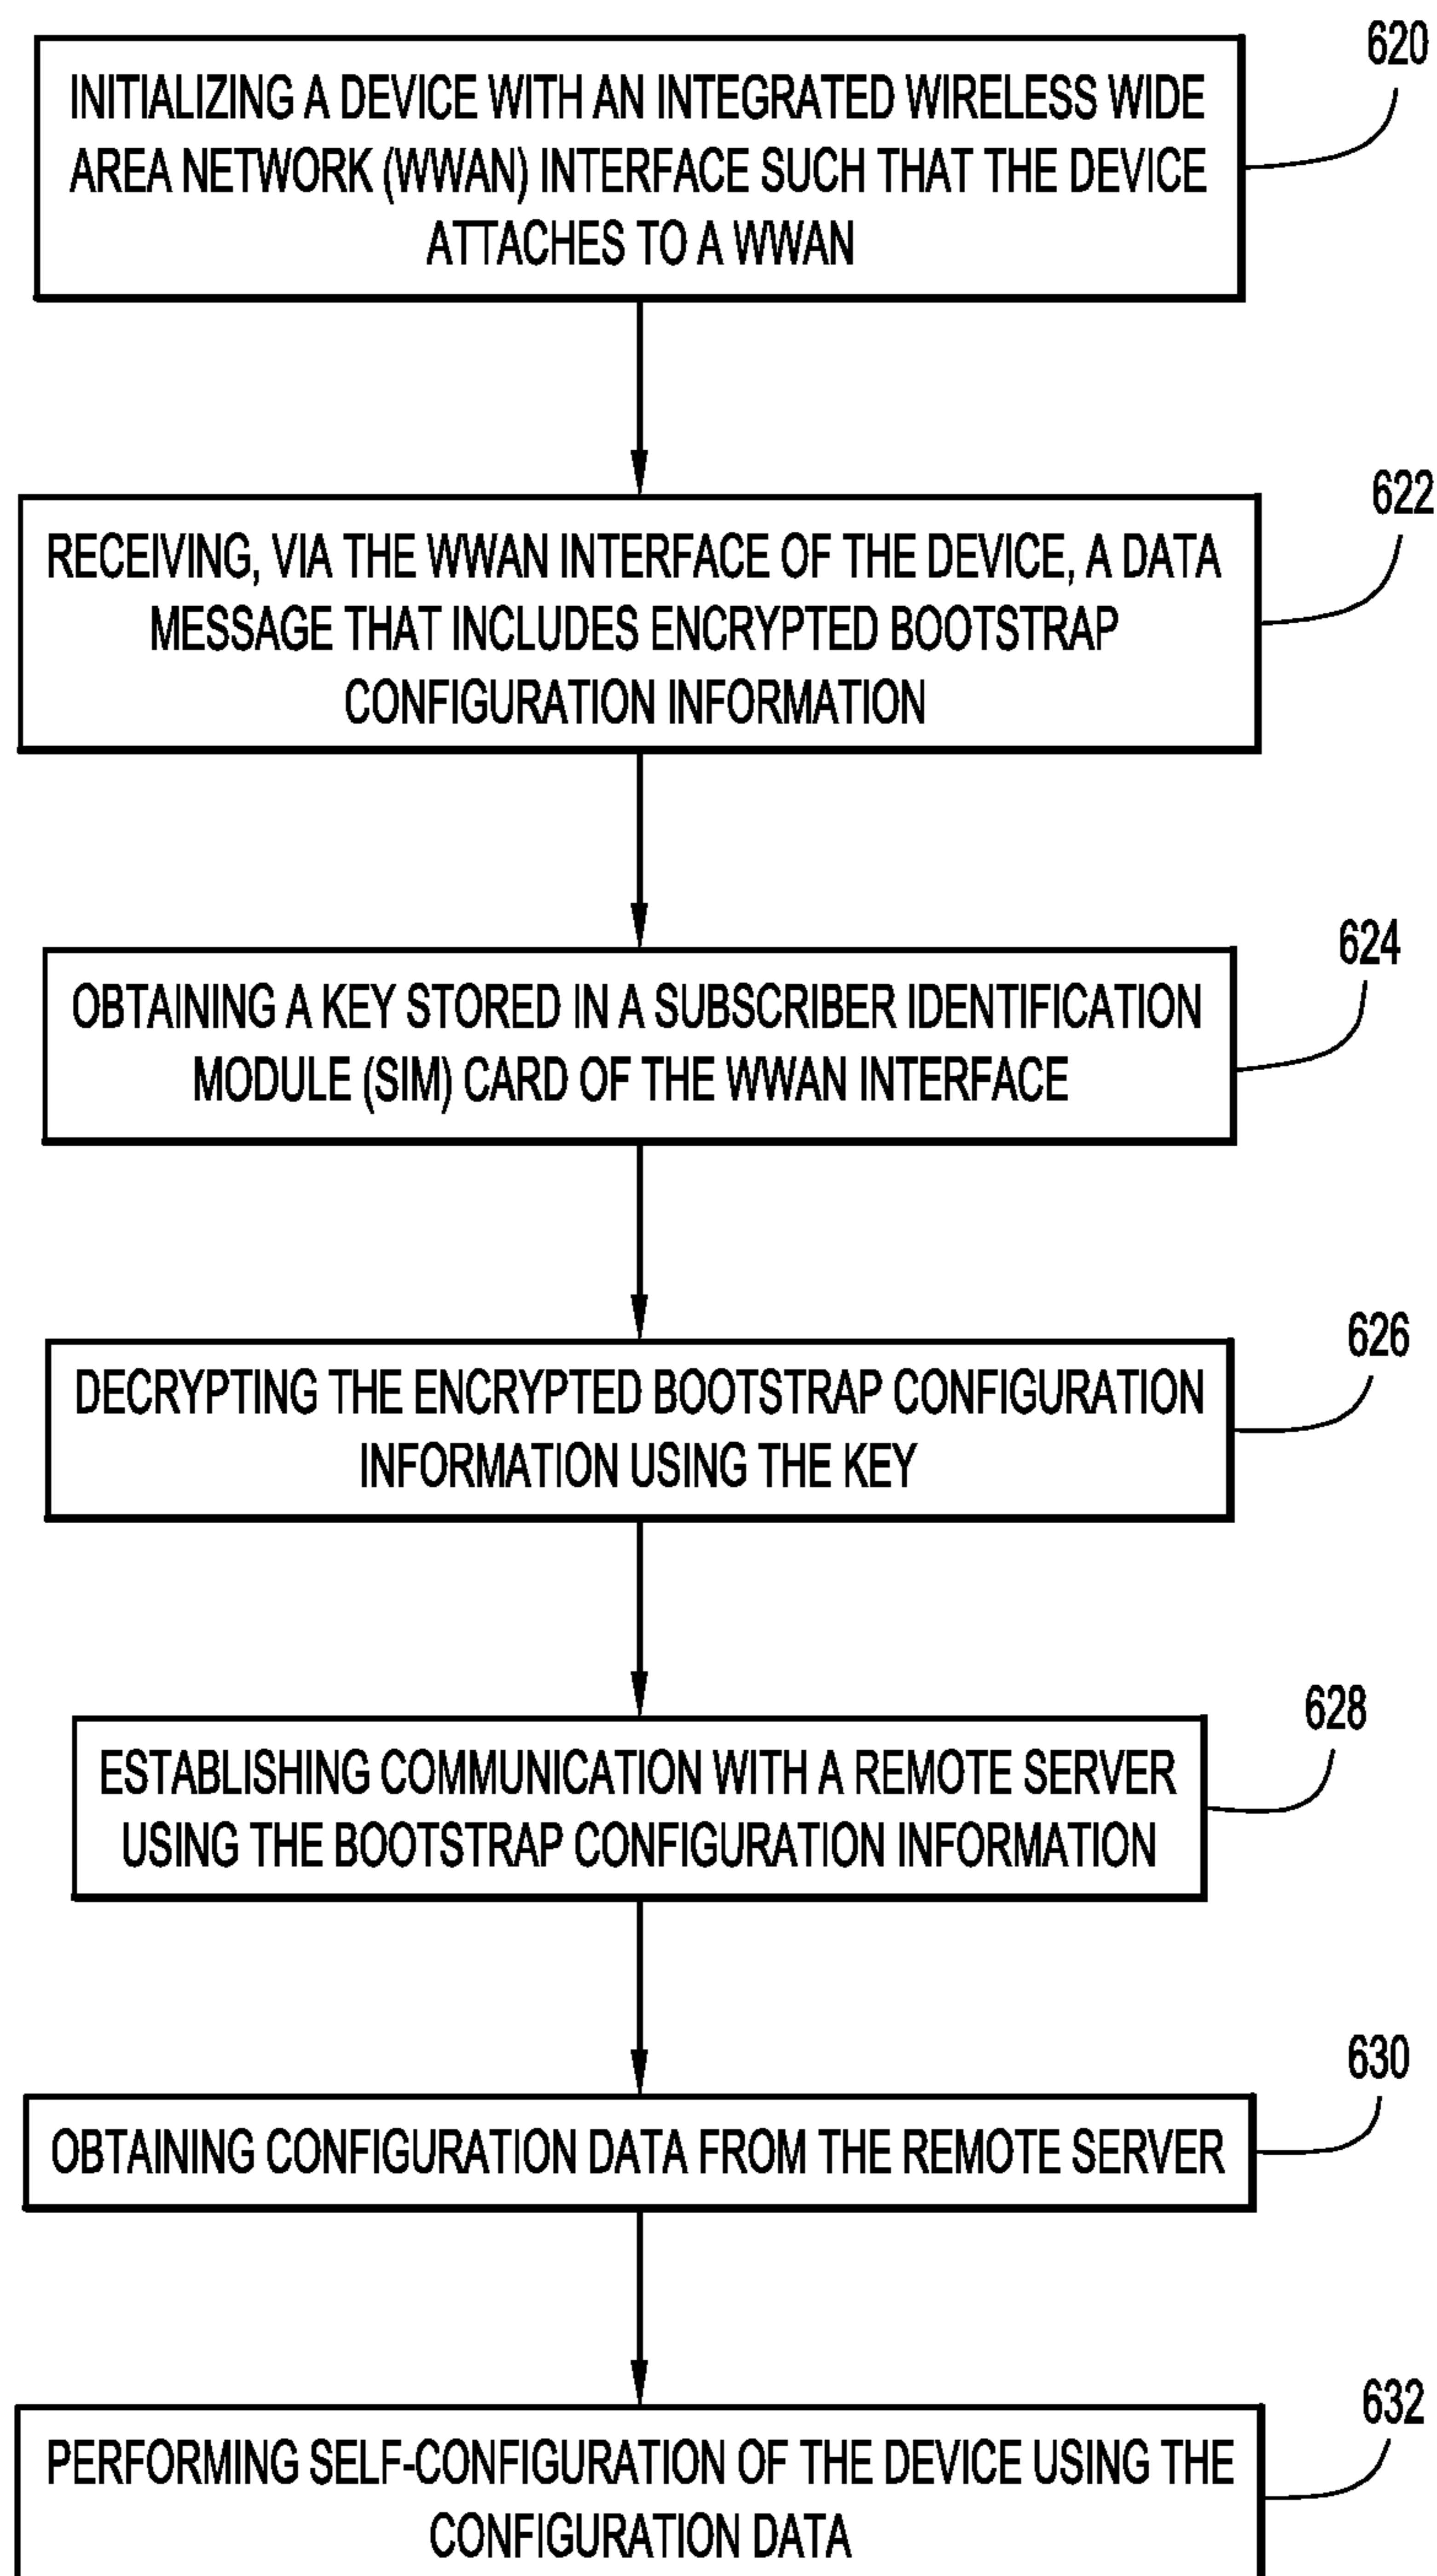 620
INITIALIZING A DEVICE WITH AN INTEGRATED WIRELESS WIDE
AREA NETWORK (WWAN) INTERFACE SUCH THAT THE DEVICE
ATTACHES TO A WWAN
622
RECEIVING, VIA THE WWAN INTERFACE OF THE DEVICE, A DATA
MESSAGE THAT INCLUDES ENCRYPTED BOOTSTRAP
CONFIGURATION INFORMATION
624
OBTAINING A KEY STORED IN A SUBSCRIBER IDENTIFICATION
MODULE (SIM) CARD OF THE WWAN INTERFACE
626
DECRYPTING THE ENCRYPTED BOOTSTRAP CONFIGURATION
INFORMATION USING THE KEY
628
ESTABLISHING COMMUNICATION WITH A REMOTE SERVER
USING THE BOOTSTRAP CONFIGURATION INFORMATION
630
OBTAINING CONFIGURATION DATA FROM THE REMOTE SERVER
632
PERFORMING SELF-CONFIGURATION OF THE DEVICE USING THE
CONFIGURATION DATA